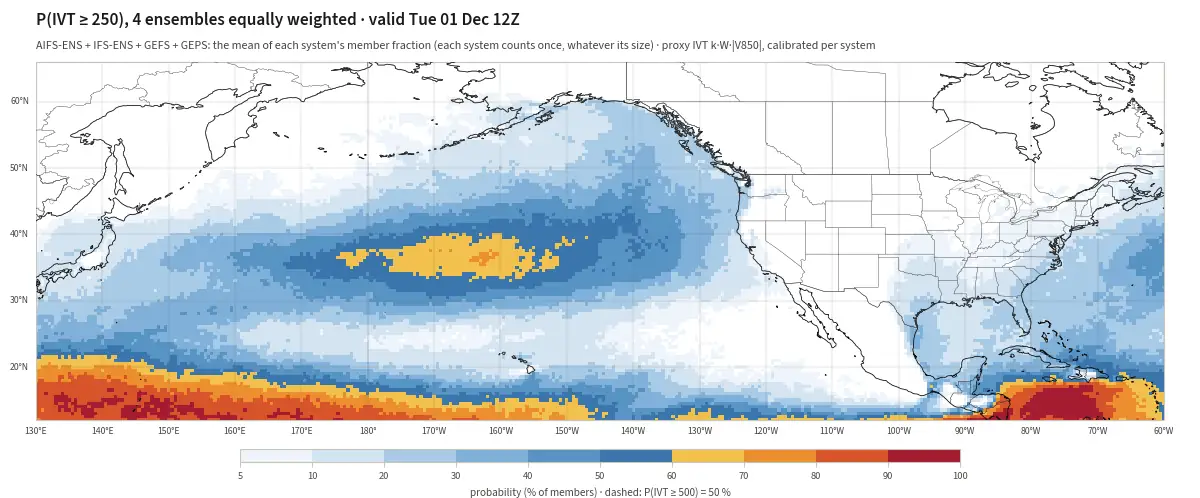 P(IVT ≥ 250), 4 ensembles equally weighted · valid Tue 01 Dec 12Z
AIFS-ENS + IFS-ENS + GEFS + GEPS: the mean of each system's member fraction (each system counts once, whatever its size) · proxy IVT k·W·|V850|, calibrated per system
60°N
50°N
40°N
30°N
20°N
130°E 140°E 150°E 160°E 170°E 180° 170°W 160°W 150°W 140°W 130°W 120°W 110°W 100°W 90°W 80°W 70°W 60°W
5 10 20 30 40 50 60 70 80 90 100
probability (% of members) · dashed: P(IVT ≥ 500) = 50 %